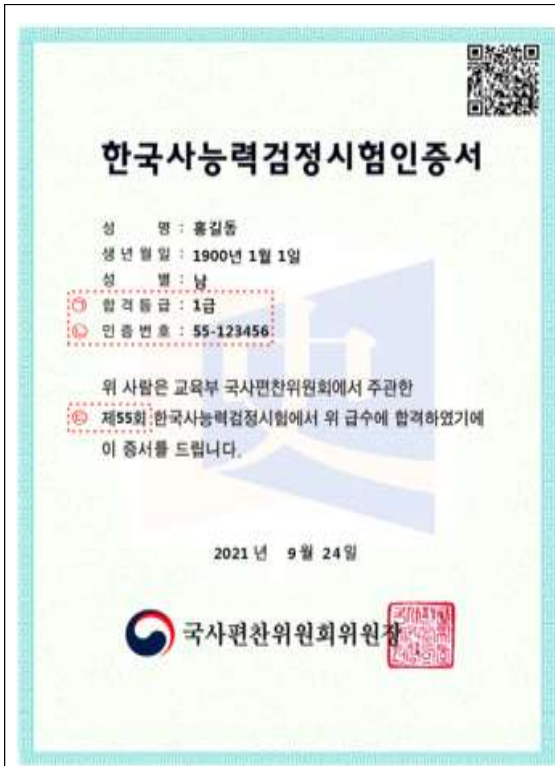 한국사능력검정시험인증서
성 명 : 홍길동
생년월일 : 1900년 1월 1일
성 별 : 남
㉠ 합격등급 : 1급
㉡ 인증번호 : 55-123456
위 사람은 교육부 국사편찬위원회에서 주관한
㉢ 제55회 한국사능력검정시험에서 위 급수에 합격하였기에
이 증서를 드립니다.
2021 년 9 월 24 일
국사편찬위원회위원장